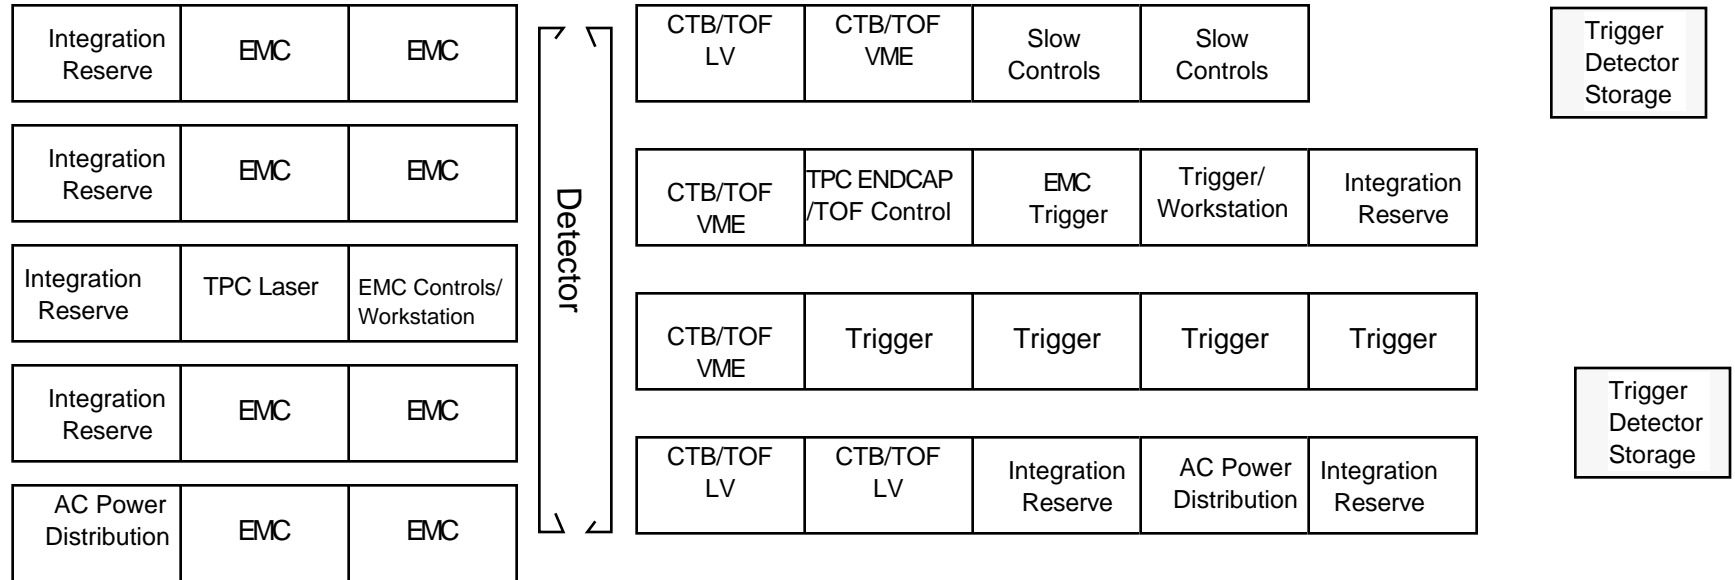 Integration
Reserve
EMC
EMC
Integration
Reserve
EMC
EMC
Integration
Reserve
TPC Laser
EMC Controls/
Workstation
Integration
Reserve
EMC
EMC
AC Power
Distribution
EMC
EMC
Detector
CTB/TOF
LV
CTB/TOF
VME
Slow
Controls
Slow
Controls
CTB/TOF
VME
TPC ENDCAP
/TOF Control
EMC
Trigger
Trigger/
Workstation
Integration
Reserve
CTB/TOF
VME
Trigger
Trigger
Trigger
Trigger
CTB/TOF
LV
CTB/TOF
LV
Integration
Reserve
AC Power
Distribution
Integration
Reserve
Trigger
Detector
Storage
Trigger
Detector
Storage